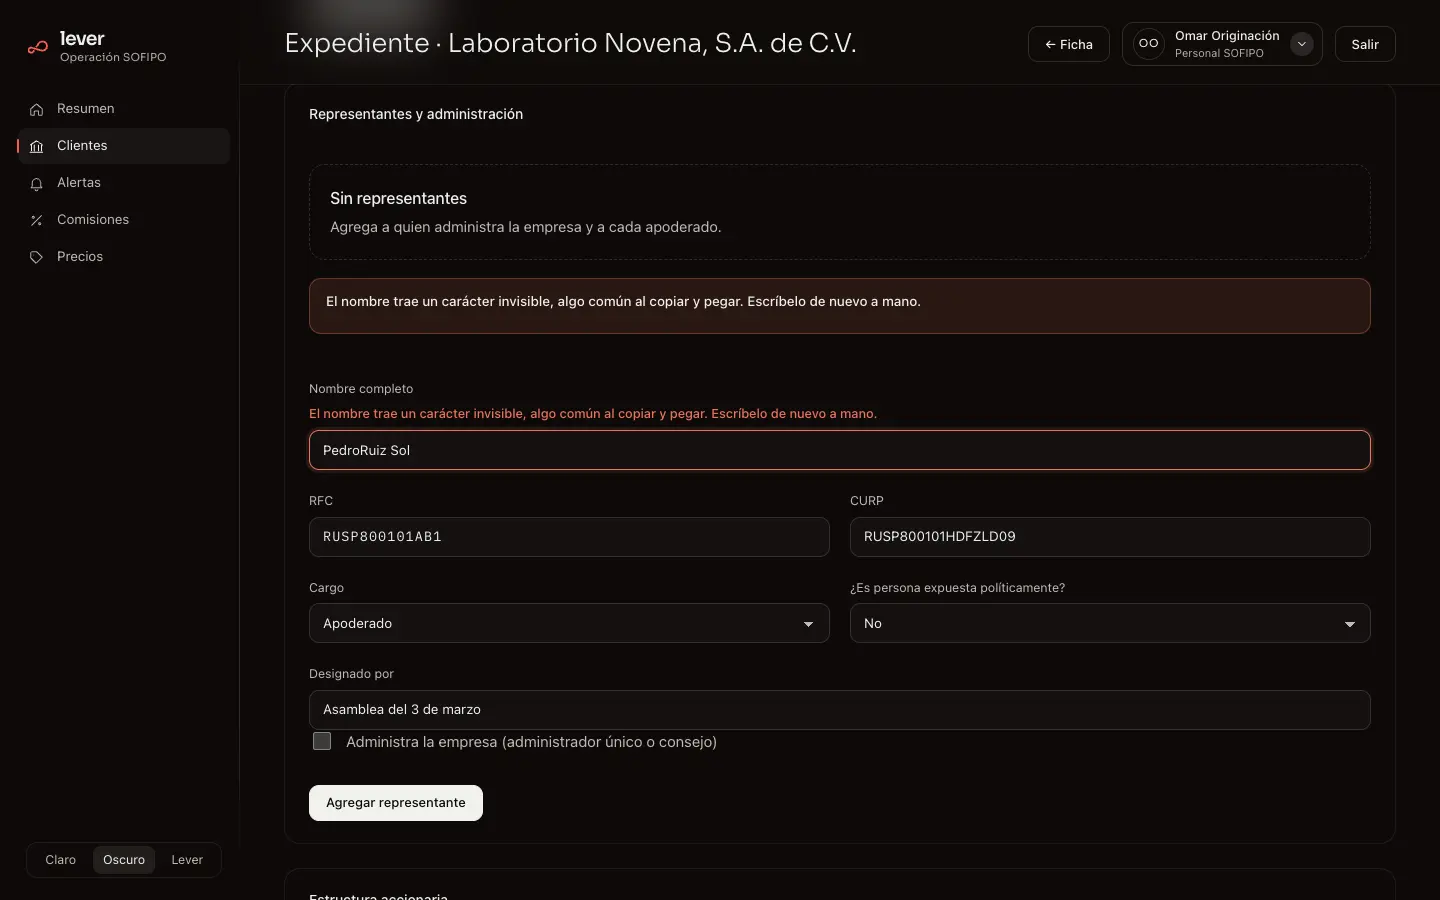 lever
Operación SOFIPO
Resumen
Clientes
Alertas
Comisiones
Precios
Claro
Oscuro
Lever
Expediente · Laboratorio Novena, S.A. de C.V.
← Ficha
OO
Omar Originación
Personal SOFIPO
Salir
Representantes y administración
Sin representantes
Agrega a quien administra la empresa y a cada apoderado.
El nombre trae un carácter invisible, algo común al copiar y pegar. Escríbelo de nuevo a mano.
Nombre completo
El nombre trae un carácter invisible, algo común al copiar y pegar. Escríbelo de nuevo a mano.
PedroRuiz Sol
RFC
RUSP800101AB1
CURP
RUSP800101HDFZLD09
Cargo
Apoderado
¿Es persona expuesta políticamente?
No
Designado por
Asamblea del 3 de marzo
Administra la empresa (administrador único o consejo)
Agregar representante
Estructura accionaria